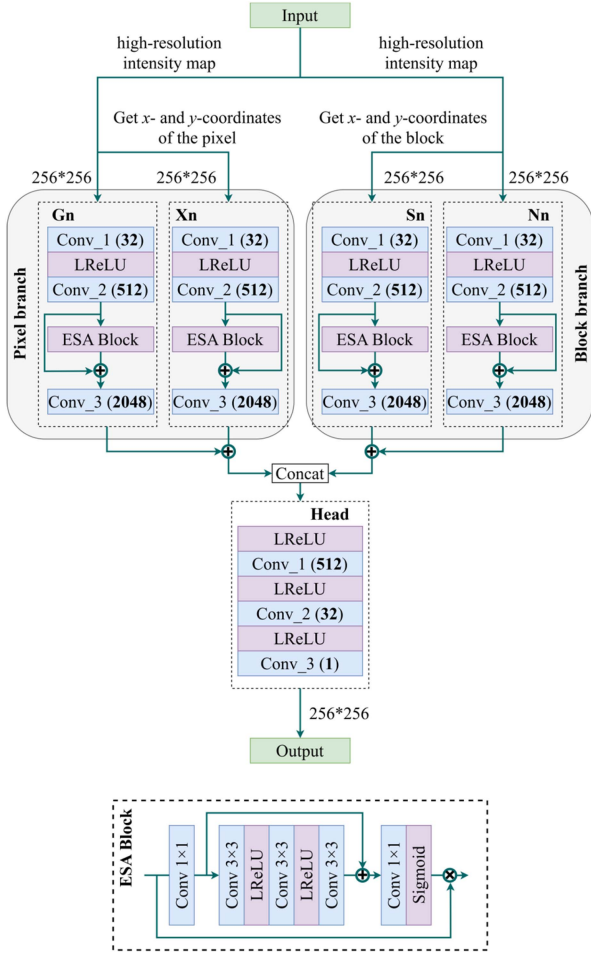 Input
high-resolution
intensity map
high-resolution
intensity map
Get x- and y-coordinates
of the pixel
Get x- and y-coordinates
of the block
256*256
256*256
256*256
256*256
Pixel branch
Gn
Conv_1 (32)
LReLU
Conv_2 (512)
ESA Block
Conv_3 (2048)
Xn
Conv_1 (32)
LReLU
Conv_2 (512)
ESA Block
Conv_3 (2048)
Sn
Conv_1 (32)
LReLU
Conv_2 (512)
ESA Block
Conv_3 (2048)
Nn
Conv_1 (32)
LReLU
Conv_2 (512)
ESA Block
Conv_3 (2048)
Block branch
Concat
Head
LReLU
Conv_1 (512)
LReLU
Conv_2 (32)
LReLU
Conv_3 (1)
256*256
Output
ESA Block
Conv 1×1
Conv 3×3
LReLU
Conv 3×3
LReLU
Conv 3×3
Conv 1×1
Sigmoid